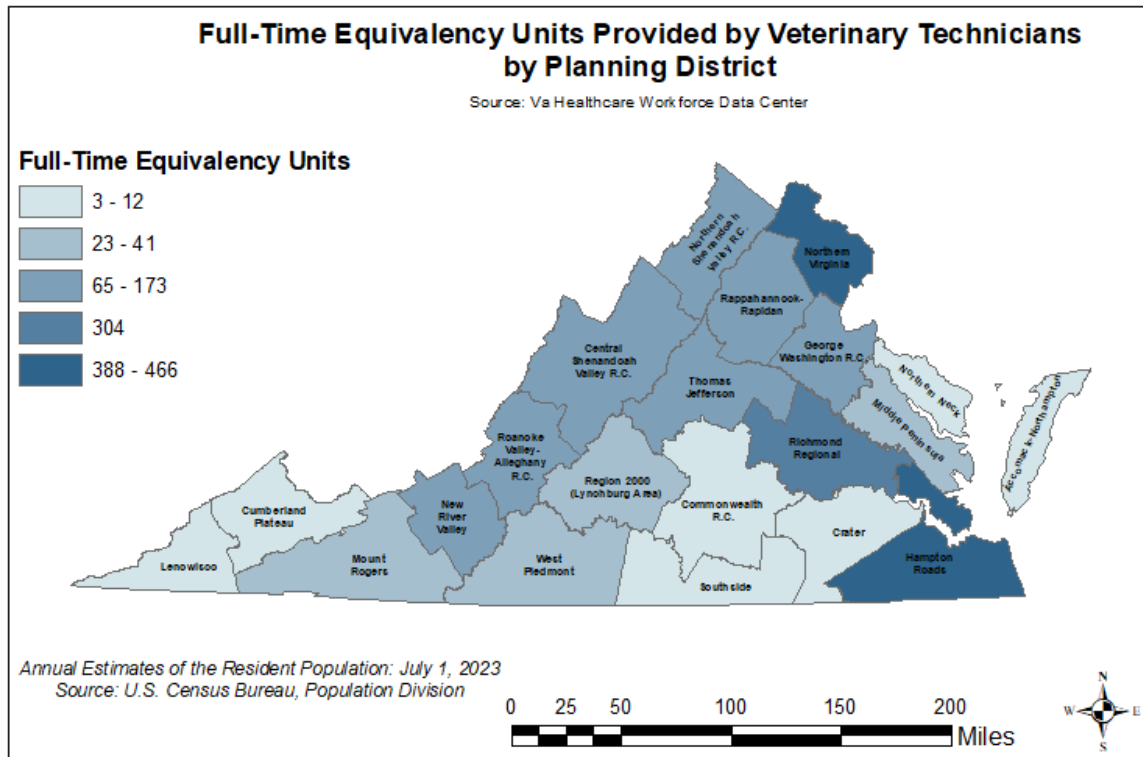 Full-Time Equivalency Units Provided by Veterinary Technicians
by Planning District
Source: Va Healthcare Workforce Data Center
Full-Time Equivalency Units
3 - 12
23 - 41
65 - 173
304
388 - 466
Northern
Shenandoah
Valley R.C.
Northern
Virginia
Rappahannock-
Rapidan
Central
Shenandoah
Valley R.C.
George
Washington R.C.
Thomas
Jefferson
Northern Neck
Middle Peninsula
Accomack-Northampton
Roanoke
Valley-
Alleghany
R.C.
Richmond
Regional
Region 2000
(Lynchburg Area)
Commonwealth
R.C.
Cumberland
Plateau
New
River
Valley
Crater
Lenowisco
Mount
Rogers
West
Piedmont
Southside
Hampton
Roads
Annual Estimates of the Resident Population: July 1, 2023
Source: U.S. Census Bureau, Population Division
0 25 50 100 150 200
Miles
N
W E
S